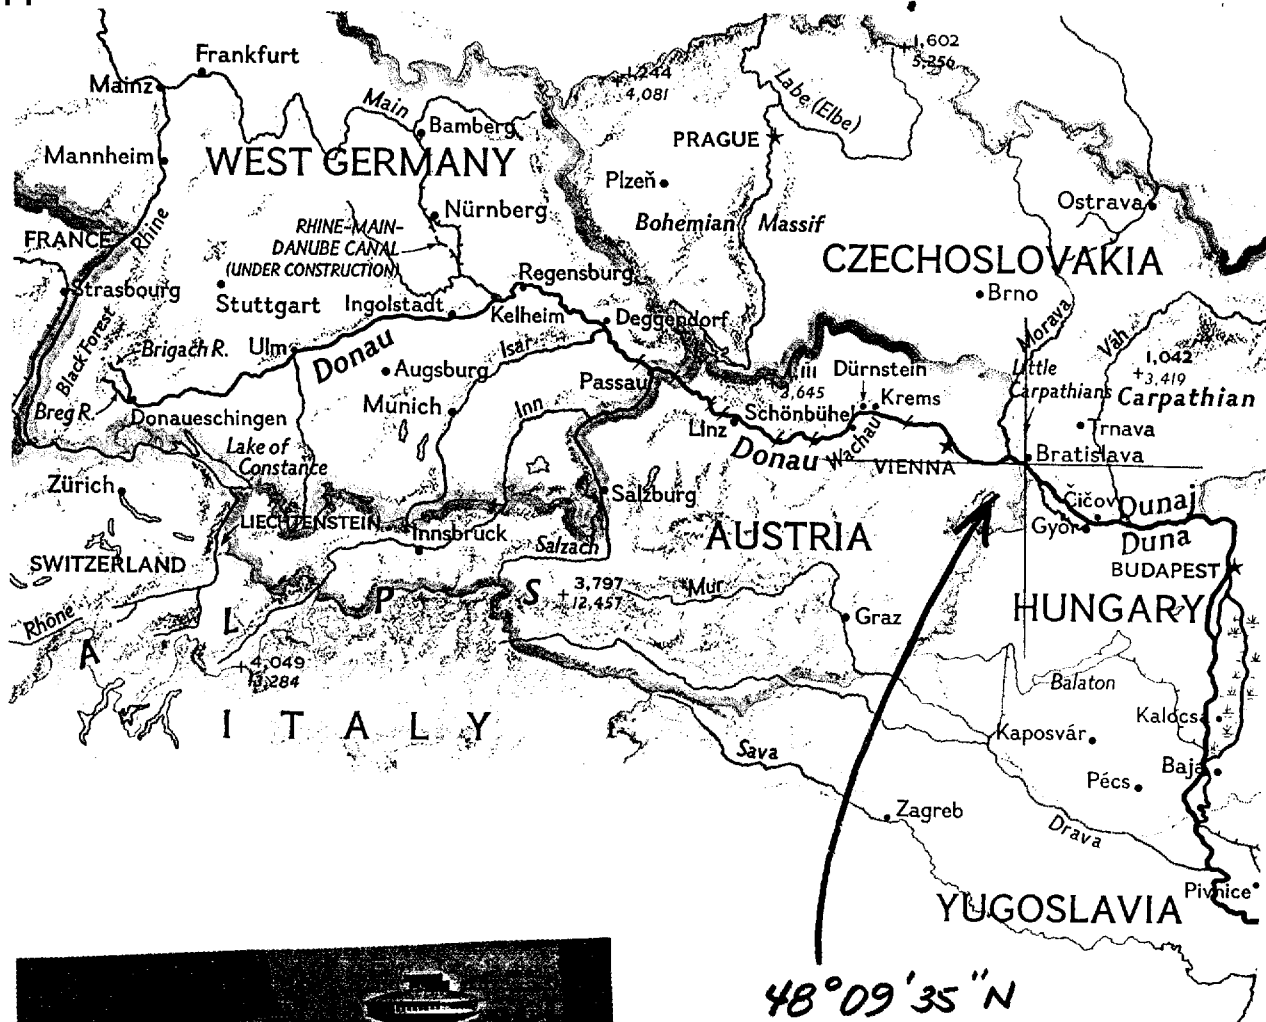 Frankfurt
Mainz
Main
Bamberg
1,602
5,256
1,244
4,081
Labe (Elbe)
PRAGUE
Mannheim
WEST GERMANY
Plzeň
Ostrava
Nürnberg
Bohemian Massif
RHINE-MAIN-
DANUBE CANAL
(UNDER CONSTRUCTION)
FRANCE
Rhine
CZECHOSLOVAKIA
Strasbourg
Stuttgart
Ingolstadt
Regensburg
Kelheim
Deggendorf
Brno
Morava
Váh
Black Forest
Brigach R.
Ulm
Donau
Isar
Augsburg
Passau
Dürnstein
3,645
Little
Carpathians
1,042
3,419
Carpathian
Breg R.
Donaueschingen
Munich
Inn
Linz
Schönbühel
Krems
Trnava
Lake of
Constance
Donau
Wachau
VIENNA
Bratislava
Zürich
Salzburg
Čičov
Dunaj
LIECHTENSTEIN
Innsbruck
Salzach
AUSTRIA
Györ
Duna
SWITZERLAND
BUDAPEST
3,797
12,457
Mur
Rhône
A L P S
Graz
HUNGARY
4,049
13,284
Balaton
ITALY
Kalocsa
Kaposvár
Sava
Baja
Pécs
Zagreb
Drava
Pivnice
YUGOSLAVIA
48°09'35"N